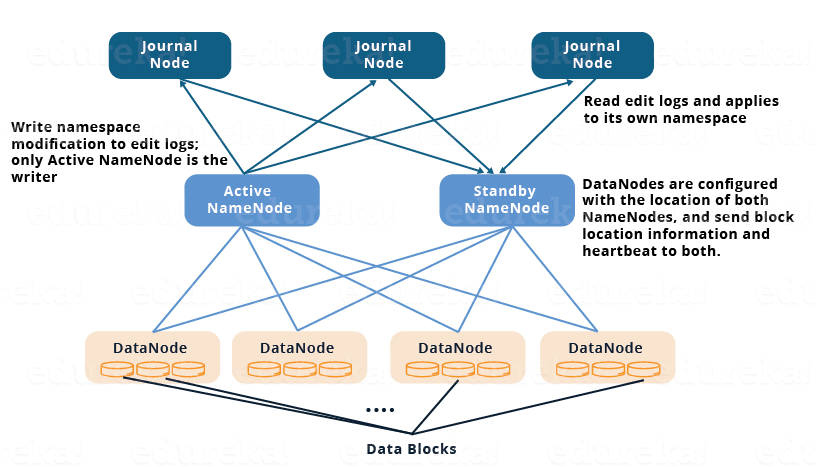 Journal
Node
Journal
Node
Journal
Node
Read edit logs and applies
to its own namespace
Write namespace
modification to edit logs;
only Active NameNode is the
writer
Active
NameNode
Standby
NameNode
DataNodes are configured
with the location of both
NameNodes, and send block
location information and
heartbeat to both.
DataNode
DataNode
DataNode
DataNode
....
Data Blocks
edureka!